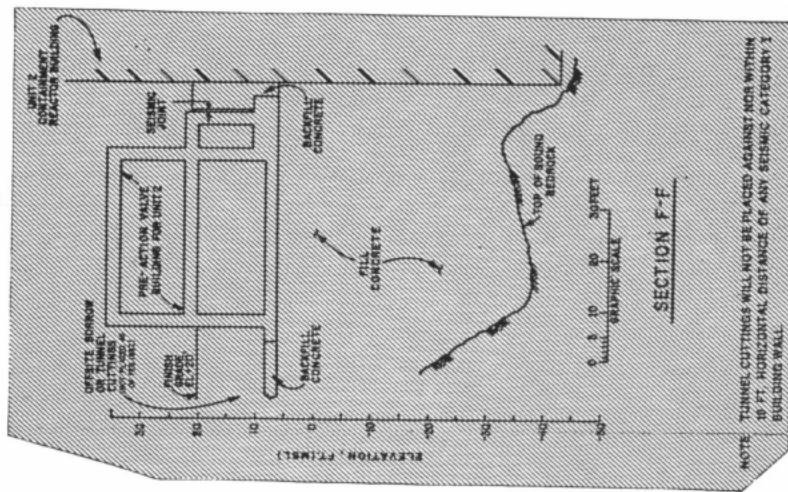 UNIT 2
CONTAINMENT
REACTOR BUILDING
SEISMIC
JOINT
PRE-ACTION VALVE
BUILDING FOR UNIT 2
OFFSITE BORROW
OR TUNNEL
CUTTINGS
FINISH
GRADE
BACKFILL
CONCRETE
BACKFILL
CONCRETE
FILL
CONCRETE
TOP OF SOUND
BEDROCK
30
20
10
0
-10
-20
-30
-40
-50
ELEVATION, FT. (MSL)
0 5 10 20 30 FEET
GRAPHIC SCALE
SECTION F-F
NOTE: TUNNEL CUTTINGS WILL NOT BE PLACED AGAINST NOR WITHIN
10 FT. HORIZONTAL DISTANCE OF ANY SEISMIC CATEGORY I
BUILDING WALL.